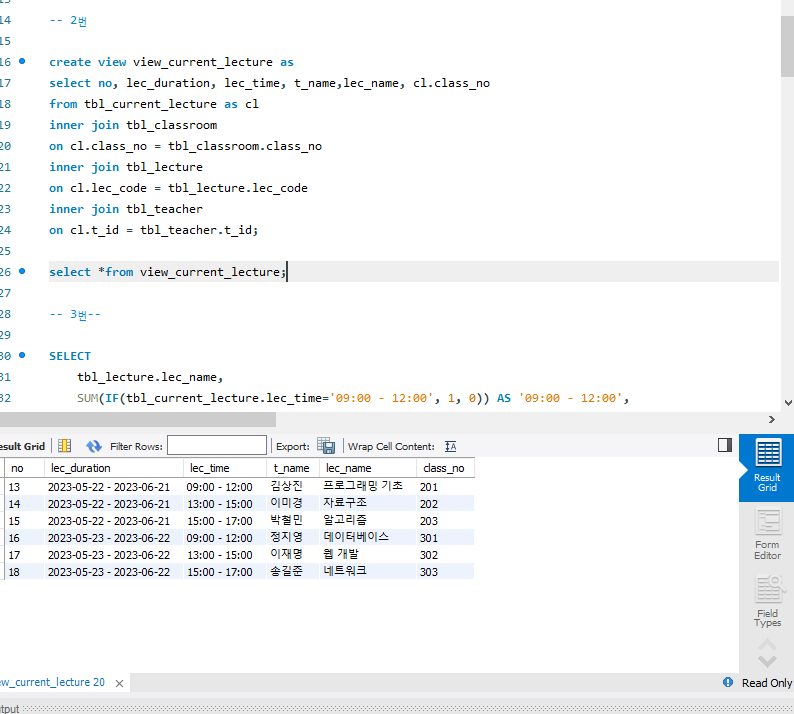 14 -- 2번
15
16 create view view_current_lecture as
17 select no, lec_duration, lec_time, t_name,lec_name, cl.class_no
18 from tbl_current_lecture as cl
19 inner join tbl_classroom
20 on cl.class_no = tbl_classroom.class_no
21 inner join tbl_lecture
22 on cl.lec_code = tbl_lecture.lec_code
23 inner join tbl_teacher
24 on cl.t_id = tbl_teacher.t_id;
25
26 select *from view_current_lecture;
27
28 -- 3번--
29
30 SELECT
31 tbl_lecture.lec_name,
32 SUM(IF(tbl_current_lecture.lec_time='09:00 - 12:00', 1, 0)) AS '09:00 - 12:00',
esult Grid Filter Rows: Export: Wrap Cell Content: IA
no lec_duration lec_time t_name lec_name class_no
13 2023-05-22 - 2023-06-21 09:00 - 12:00 김상진 프로그래밍 기초 201
14 2023-05-22 - 2023-06-21 13:00 - 15:00 이미경 자료구조 202
15 2023-05-22 - 2023-06-21 15:00 - 17:00 박철민 알고리즘 203
16 2023-05-23 - 2023-06-22 09:00 - 12:00 정지영 데이터베이스 301
17 2023-05-23 - 2023-06-22 13:00 - 15:00 이재명 웹 개발 302
18 2023-05-23 - 2023-06-22 15:00 - 17:00 송길준 네트워크 303
Result
Grid
Form
Editor
Field
Types
ew_current_lecture 20
Read Only
tput